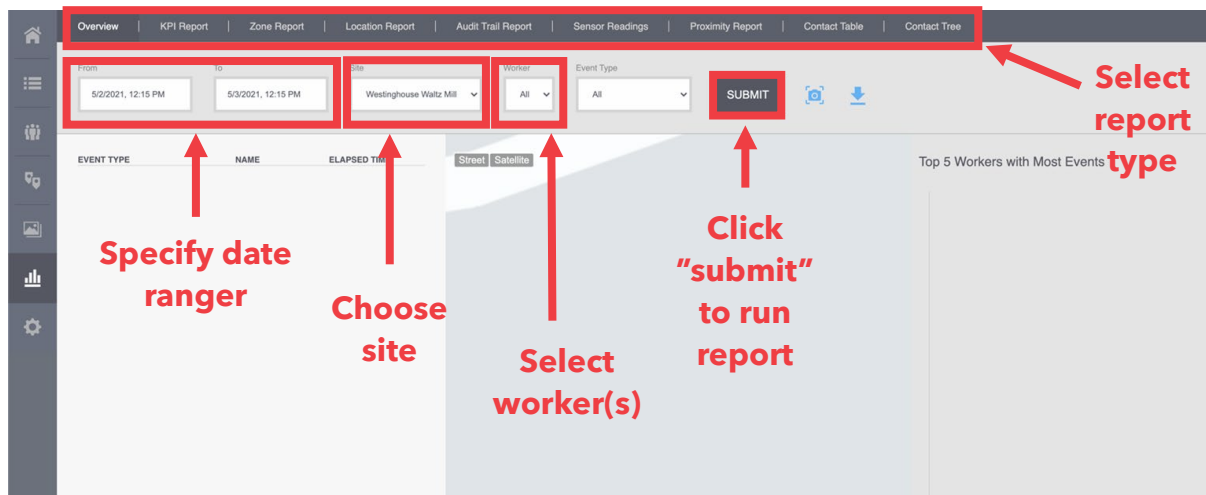 Overview | KPI Report | Zone Report | Location Report | Audit Trail Report | Sensor Readings | Proximity Report | Contact Table | Contact Tree
From To Site Worker Event Type
5/2/2021, 12:15 PM 5/3/2021, 12:15 PM Westinghouse Waltz Mill All All SUBMIT
Select
report
type
EVENT TYPE NAME ELAPSED TIME Street Satellite Top 5 Workers with Most Events
Specify date
ranger
Choose
site
Select
worker(s)
Click
"submit"
to run
report